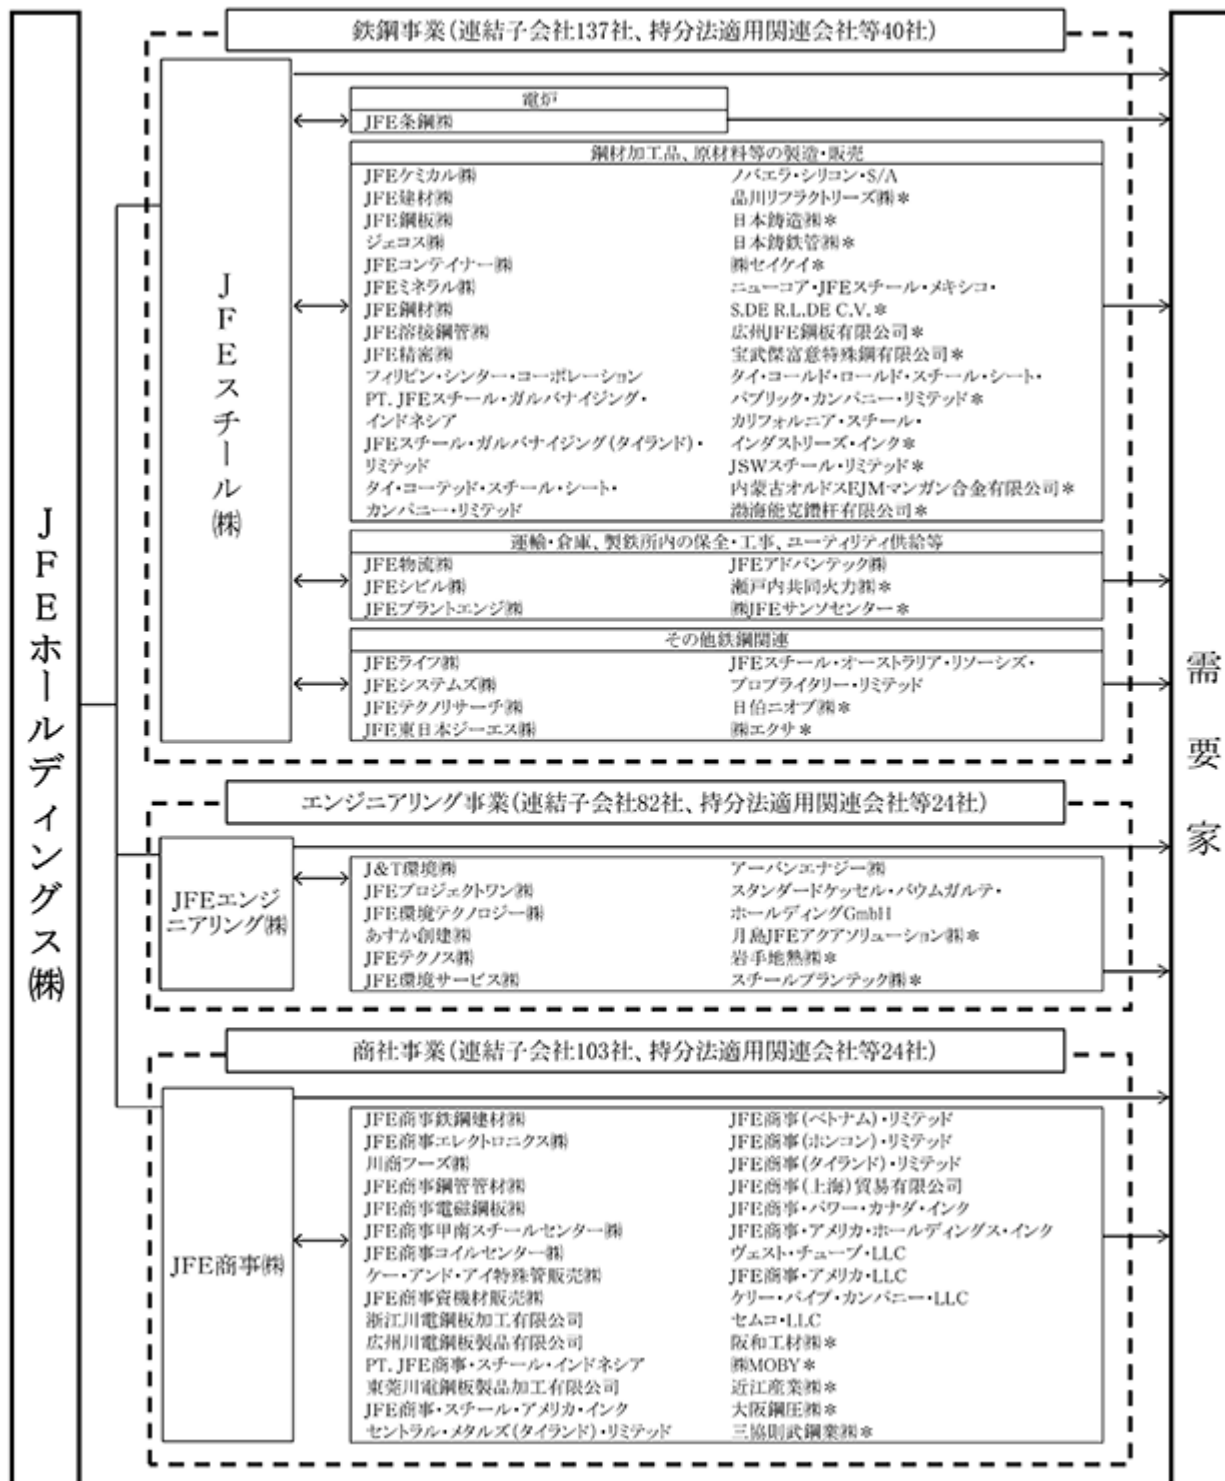 JFEホールディングス㈱
鉄鋼事業(連結子会社137社、持分法適用関連会社等40社)
JFEスチール㈱
電炉
JFE条鋼㈱
鋼材加工品、原材料等の製造・販売
JFEケミカル㈱
JFE建材㈱
JFE鋼板㈱
ジェコス㈱
JFEコンテイナー㈱
JFEミネラル㈱
JFE鋼材㈱
JFE溶接鋼管㈱
JFE精密㈱
フィリピン・シンター・コーポレーション
PT. JFEスチール・ガルバナイジング・
インドネシア
JFEスチール・ガルバナイジング(タイランド)・
リミテッド
タイ・コーテッド・スチール・シート・
カンパニー・リミテッド
ノバエラ・シリコン・S/A
品川リフラクトリーズ㈱＊
日本鋳造㈱＊
日本鋳鉄管㈱＊
㈱セイケイ＊
ニューコア・JFEスチール・メキシコ・
S.DE R.L.DE C.V.＊
広州JFE鋼板有限公司＊
宝武傑富意特殊鋼有限公司＊
タイ・コールド・ロールド・スチール・シート・
パブリック・カンパニー・リミテッド＊
カリフォルニア・スチール・
インダストリーズ・インク＊
JSWスチール・リミテッド＊
内蒙古オルドスEJMマンガン合金有限公司＊
渤海能克鑽杆有限公司＊
運輸・倉庫、製鉄所内の保全・工事、ユーティリティ供給等
JFE物流㈱
JFEシビル㈱
JFEプラントエンジ㈱
JFEアドバンテック㈱
瀬戸内共同火力㈱＊
㈱JFEサンソセンター＊
その他鉄鋼関連
JFEライフ㈱
JFEシステムズ㈱
JFEテクノリサーチ㈱
JFE東日本ジーエス㈱
JFEスチール・オーストラリア・リソーシズ・
プロプライタリー・リミテッド
日伯ニオブ㈱＊
㈱エクサ＊
エンジニアリング事業(連結子会社82社、持分法適用関連会社等24社)
JFEエンジ
ニアリング㈱
J&T環境㈱
JFEプロジェクトワン㈱
JFE環境テクノロジー㈱
あすか創建㈱
JFEテクノス㈱
JFE環境サービス㈱
アーバンエナジー㈱
スタンダードケッセル・バウムガルテ・
ホールディングGmbH
月島JFEアクアソリューション㈱＊
岩手地熱㈱＊
スチールプランテック㈱＊
商社事業(連結子会社103社、持分法適用関連会社等24社)
JFE商事㈱
JFE商事鉄鋼建材㈱
JFE商事エレクトロニクス㈱
川商フーズ㈱
JFE商事鋼管管材㈱
JFE商事電磁鋼板㈱
JFE商事甲南スチールセンター㈱
JFE商事コイルセンター㈱
ケー・アンド・アイ特殊管販売㈱
JFE商事資機材販売㈱
浙江川電鋼板加工有限公司
広州川電鋼板製品有限公司
PT. JFE商事・スチール・インドネシア
東莞川電鋼板製品加工有限公司
JFE商事・スチール・アメリカ・インク
セントラル・メタルズ(タイランド)・リミテッド
JFE商事(ベトナム)・リミテッド
JFE商事(ホンコン)・リミテッド
JFE商事(タイランド)・リミテッド
JFE商事(上海)貿易有限公司
JFE商事・パワー・カナダ・インク
JFE商事・アメリカ・ホールディングス・インク
ヴェスト・チューブ・LLC
JFE商事・アメリカ・LLC
ケリー・パイプ・カンパニー・LLC
セムコ・LLC
阪和工材㈱＊
㈱MOBY＊
近江産業㈱＊
大阪鋼圧㈱＊
三協則武鋼業㈱＊
需要家